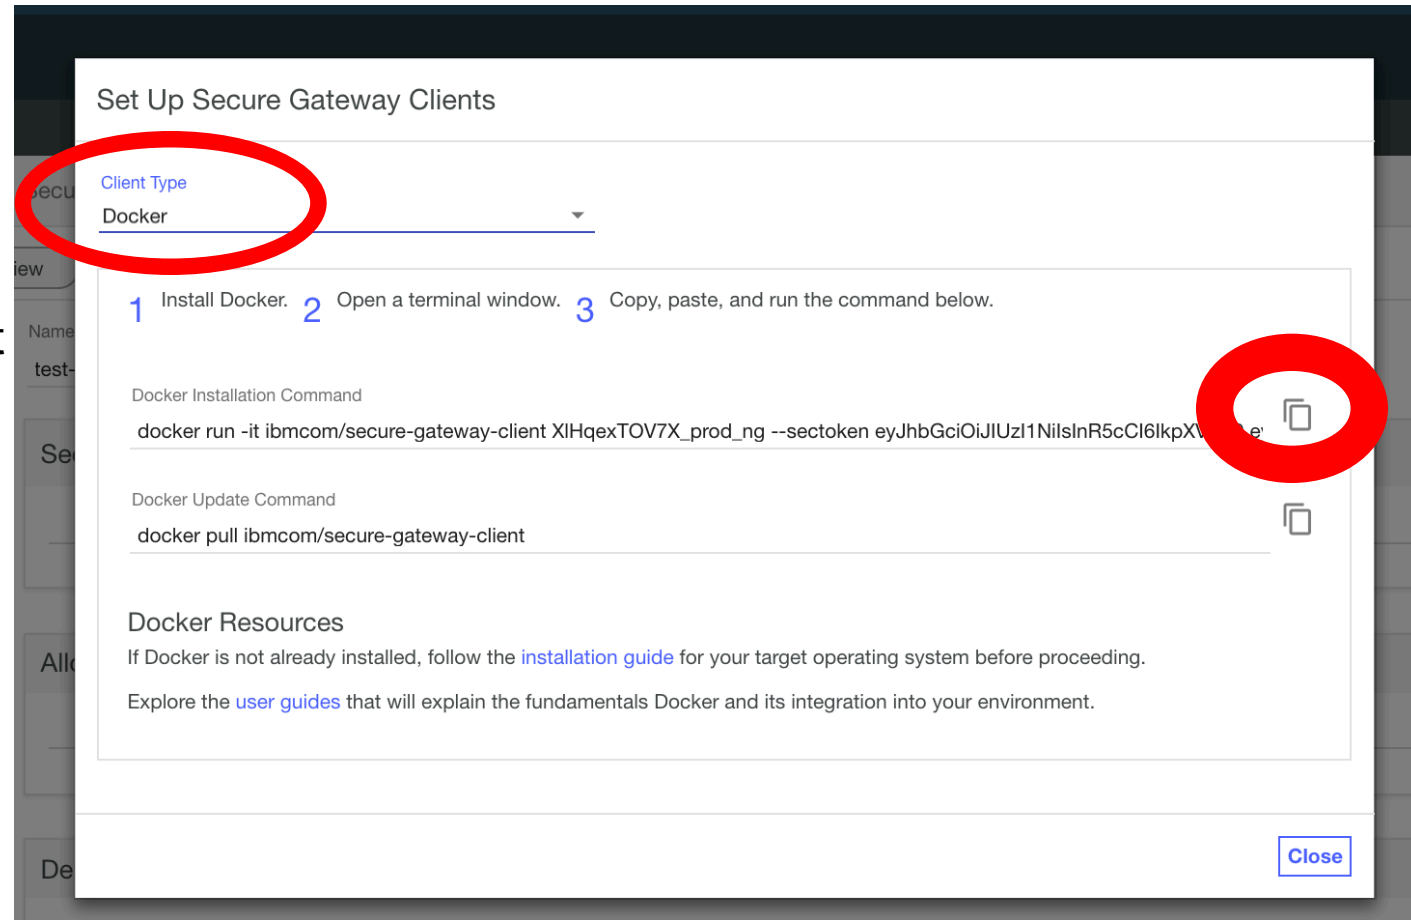 Set Up Secure Gateway Clients
Client Type
Docker
1 Install Docker. 2 Open a terminal window. 3 Copy, paste, and run the command below.
Name
test-
Docker Installation Command
docker run -it ibmcom/secure-gateway-client XlHqexTOV7X_prod_ng --sectoken
Docker Update Command
docker pull ibmcom/secure-gateway-client
Docker Resources
If Docker is not already installed, follow the installation guide for your target operating system before proceeding.
Explore the user guides that will explain the fundamentals Docker and its integration into your environment.
Close